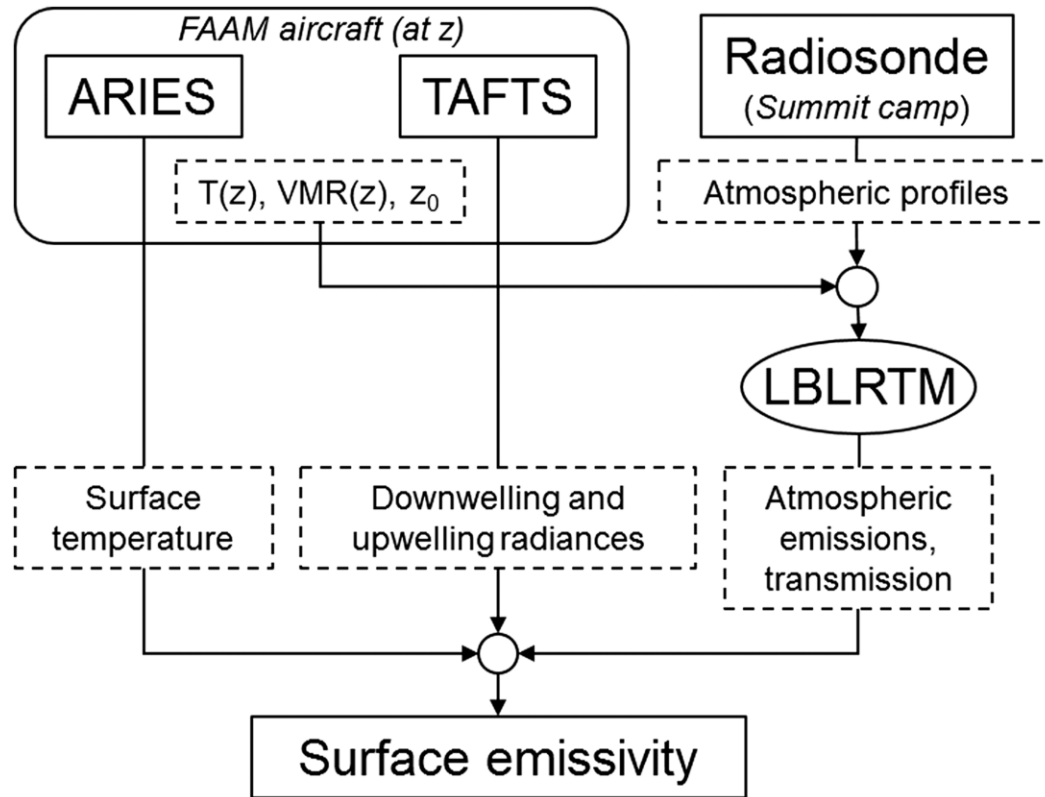 FAAM aircraft (at z)
ARIES
TAFTS
T(z), VMR(z), z₀
Radiosonde
(Summit camp)
Atmospheric profiles
LBLRTM
Surface
temperature
Downwelling and
upwelling radiances
Atmospheric
emissions,
transmission
Surface emissivity